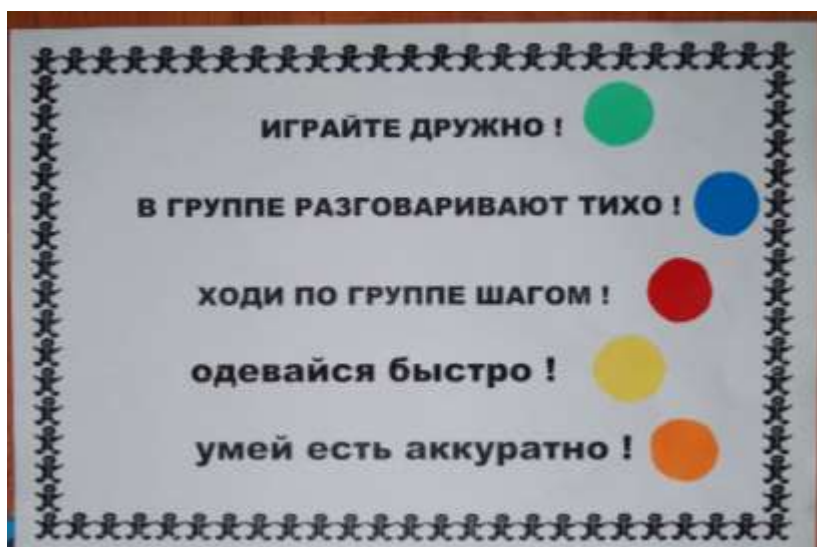 ИГРАЙТЕ ДРУЖНО !
В ГРУППЕ РАЗГОВАРИВАЮТ ТИХО !
ХОДИ ПО ГРУППЕ ШАГОМ !
одевайся быстро !
умей есть аккуратно !